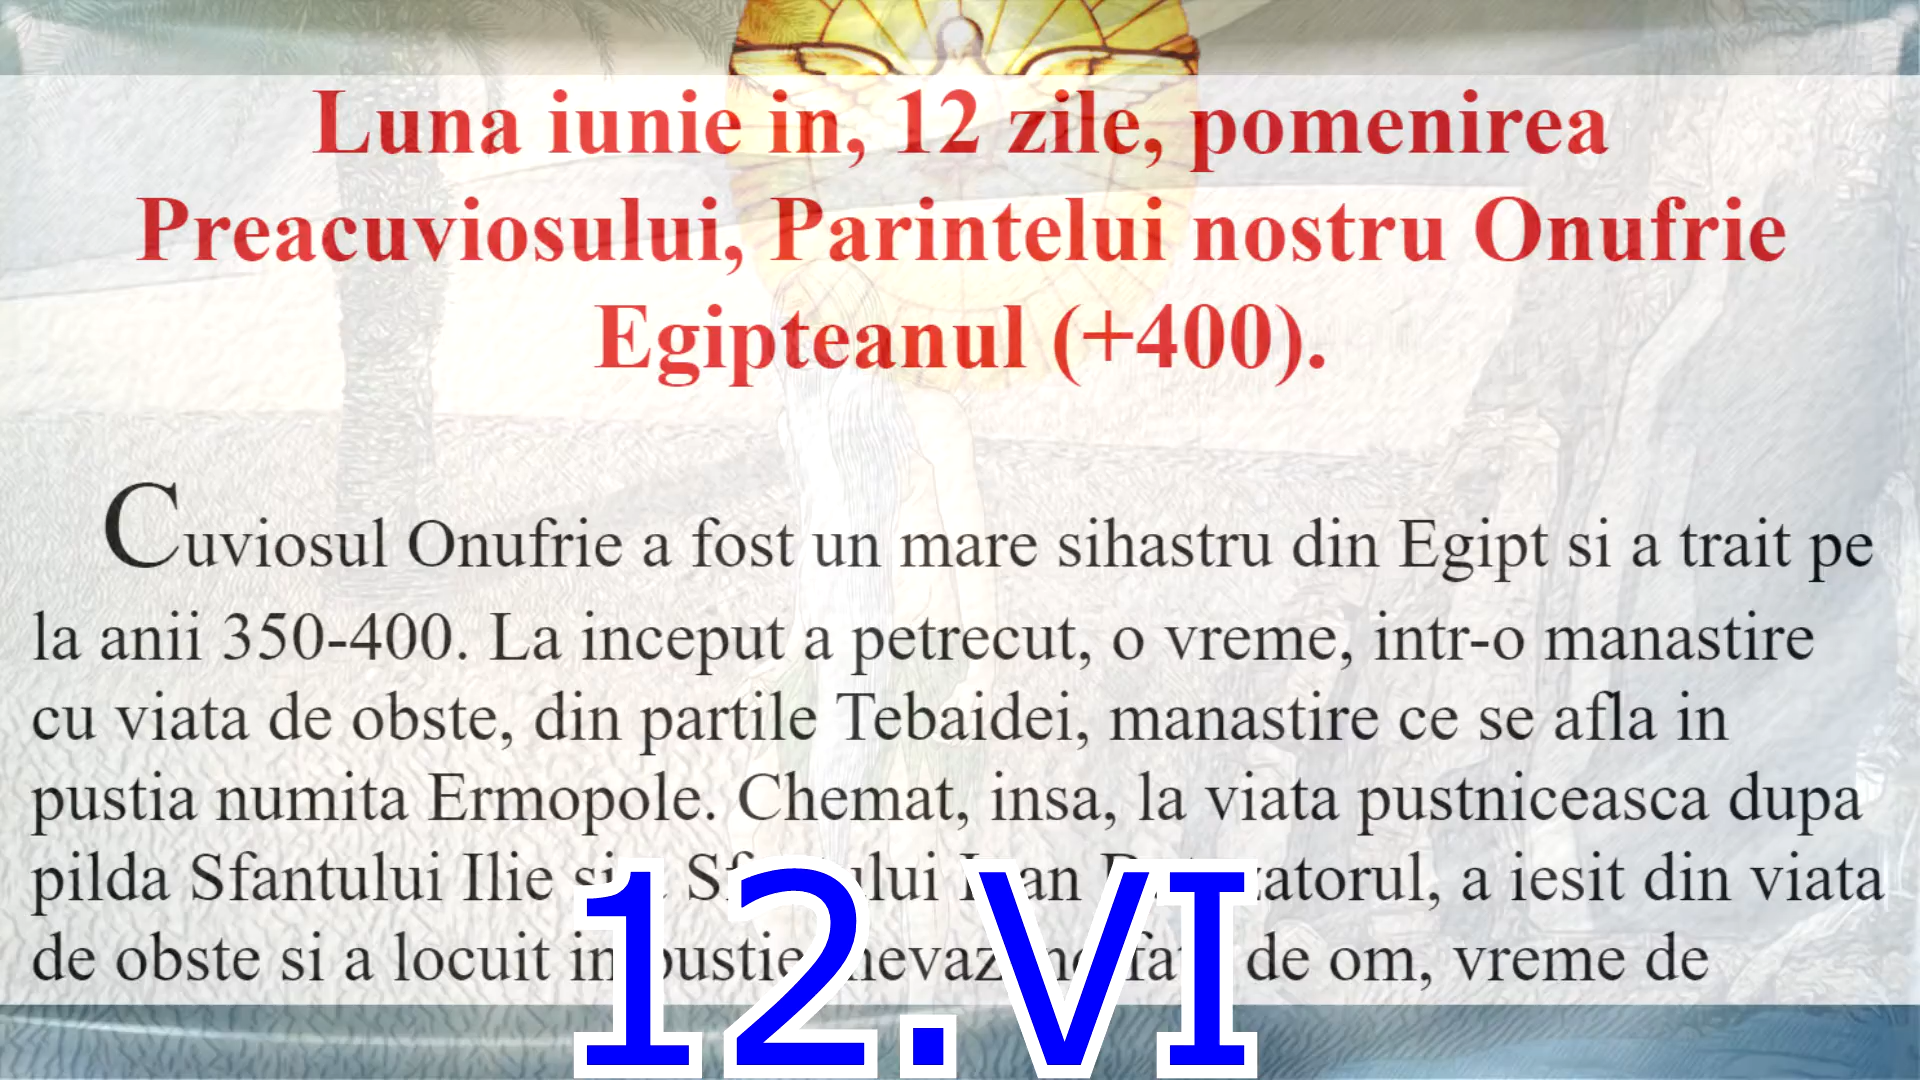 Luna iunie in, 12 zile, pomenirea
Preacuviosului, Parintelui nostru Onufrie
Egipteanul (+400).
Cuviosul Onufrie a fost un mare sihastru din Egipt si a trait pe
la anii 350-400. La inceput a petrecut, o vreme, intr-o manastire
cu viata de obste, din partile Tebaidei, manastire ce se afla in
pustia numita Ermopole. Chemat, insa, la viata pustniceasca dupa
pilda Sfantului Ilie si a Sfantului Ioan Botezatorul, a iesit din viata
de obste si a locuit in pustie, nevazand fata de om, vreme de
12.VI